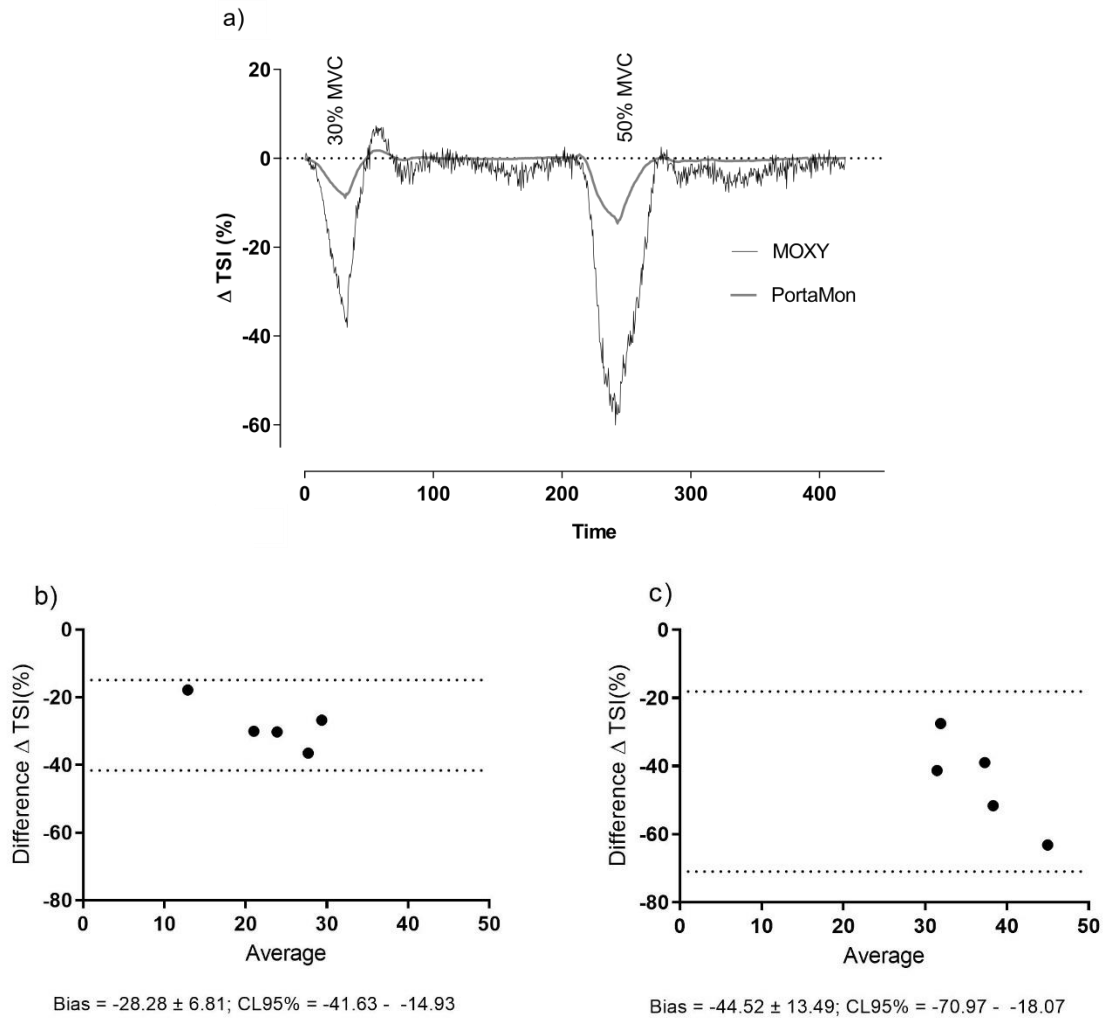 a)
30% MVC
50% MVC
20
0
-20
-40
-60
Δ TSI (%)
MOXY
PortaMon
0 100 200 300 400
Time
b)
0
-20
-40
-60
-80
Difference Δ TSI(%)
0 10 20 30 40 50
Average
Bias = -28.28 ± 6.81; CL95% = -41.63 - -14.93
c)
0
-20
-40
-60
-80
Difference Δ TSI(%)
0 10 20 30 40 50
Average
Bias = -44.52 ± 13.49; CL95% = -70.97 - -18.07